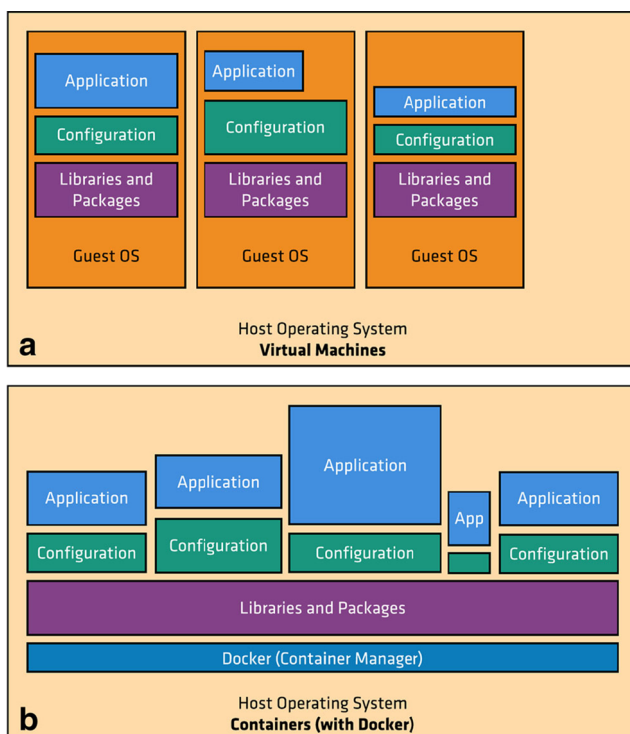 Application
Configuration
Libraries and
Packages
Guest OS
Application
Configuration
Libraries and
Packages
Guest OS
Application
Configuration
Libraries and
Packages
Guest OS
Host Operating System
Virtual Machines
a
Application
Configuration
Application
Configuration
Application
Configuration
App
Application
Configuration
Libraries and Packages
Docker (Container Manager)
Host Operating System
Containers (with Docker)
b